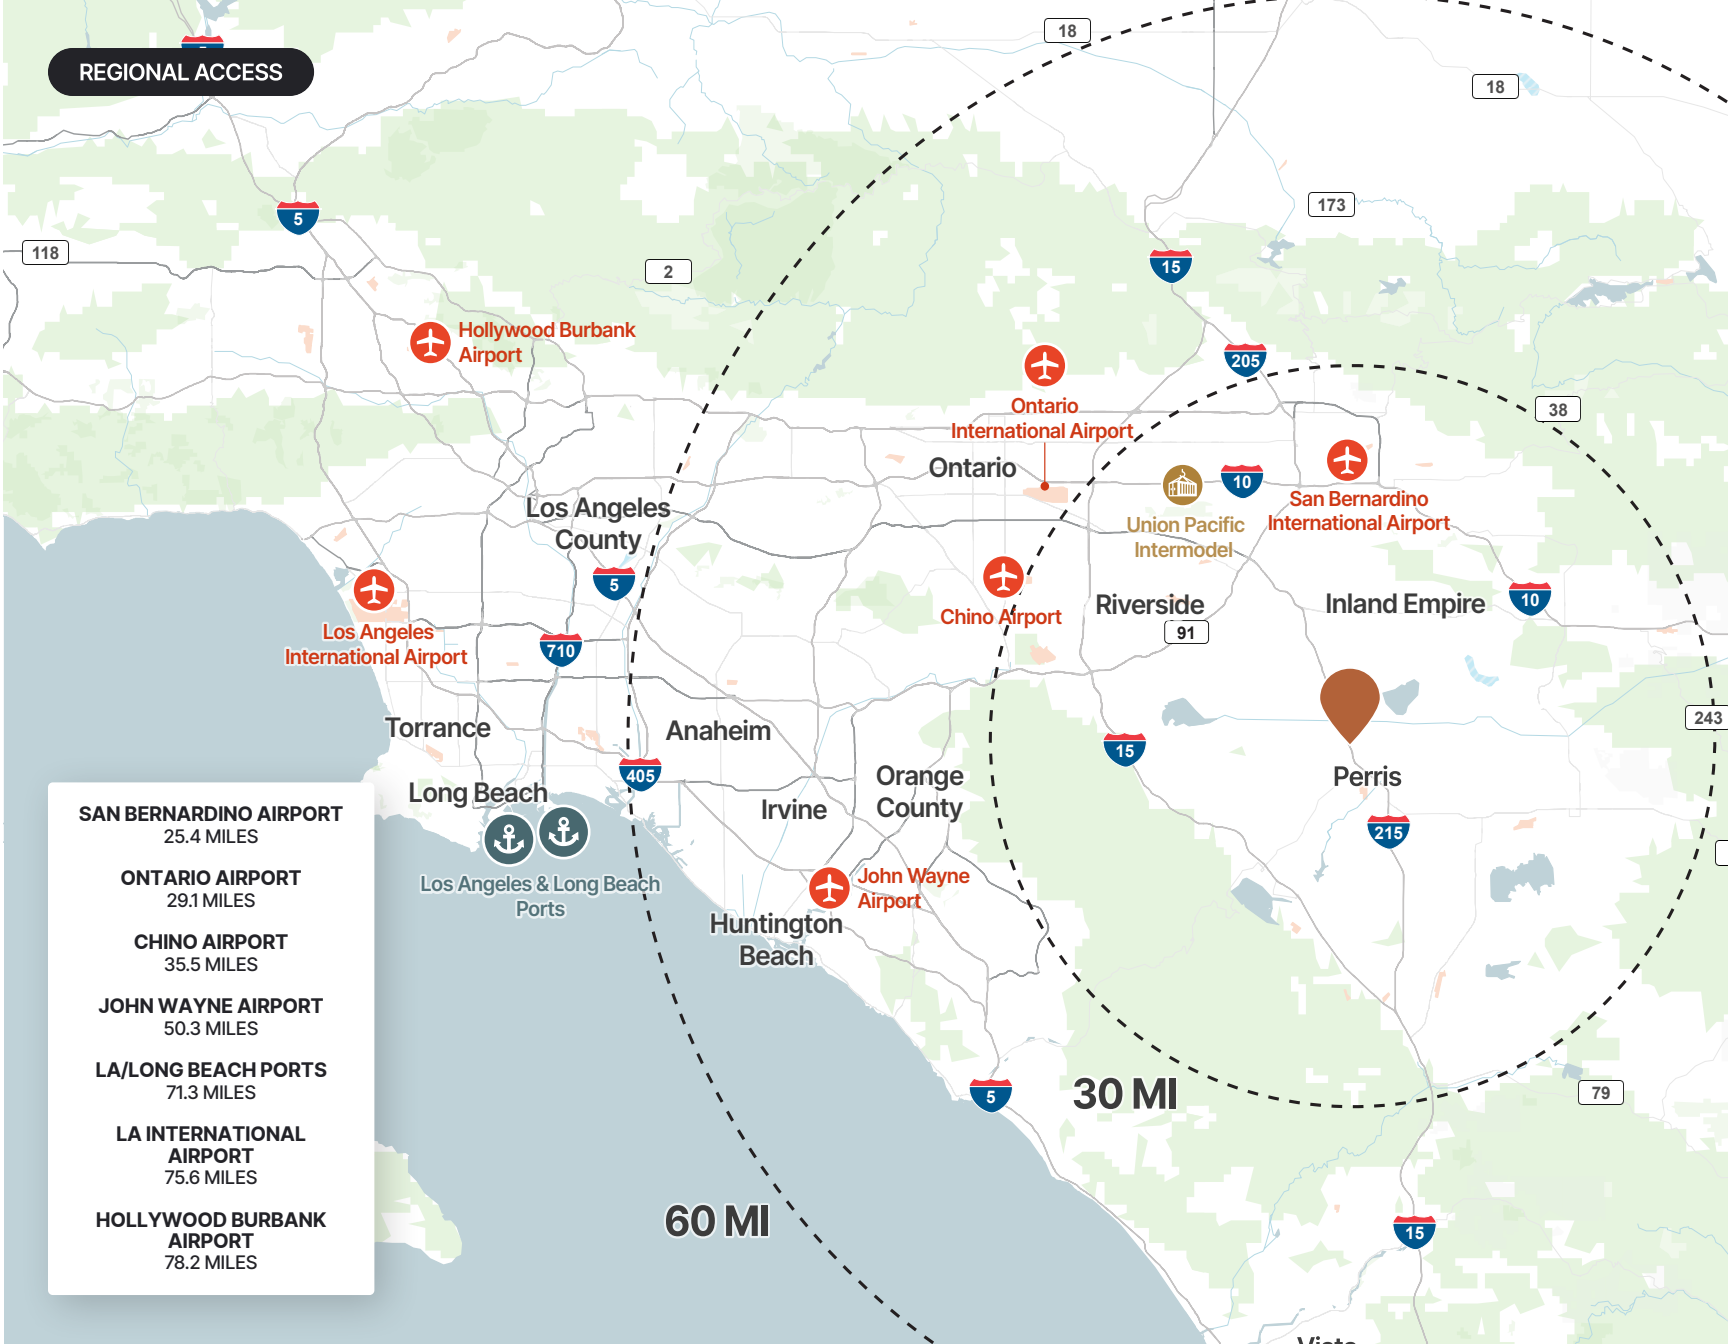 REGIONAL ACCESS
18
18
173
5
118
2
15
Hollywood Burbank
Airport
205
Ontario
International Airport
38
Ontario
10
San Bernardino
International Airport
Los Angeles
County
Union Pacific
Intermodel
5
Chino Airport
Riverside
91
Inland Empire
10
Los Angeles
International Airport
710
Torrance
Anaheim
243
15
405
Perris
Orange
County
Long Beach
Irvine
215
Los Angeles & Long Beach
Ports
John Wayne
Airport
Huntington
Beach
5
30 MI
79
60 MI
15
SAN BERNARDINO AIRPORT
25.4 MILES
ONTARIO AIRPORT
29.1 MILES
CHINO AIRPORT
35.5 MILES
JOHN WAYNE AIRPORT
50.3 MILES
LA/LONG BEACH PORTS
71.3 MILES
LA INTERNATIONAL
AIRPORT
75.6 MILES
HOLLYWOOD BURBANK
AIRPORT
78.2 MILES